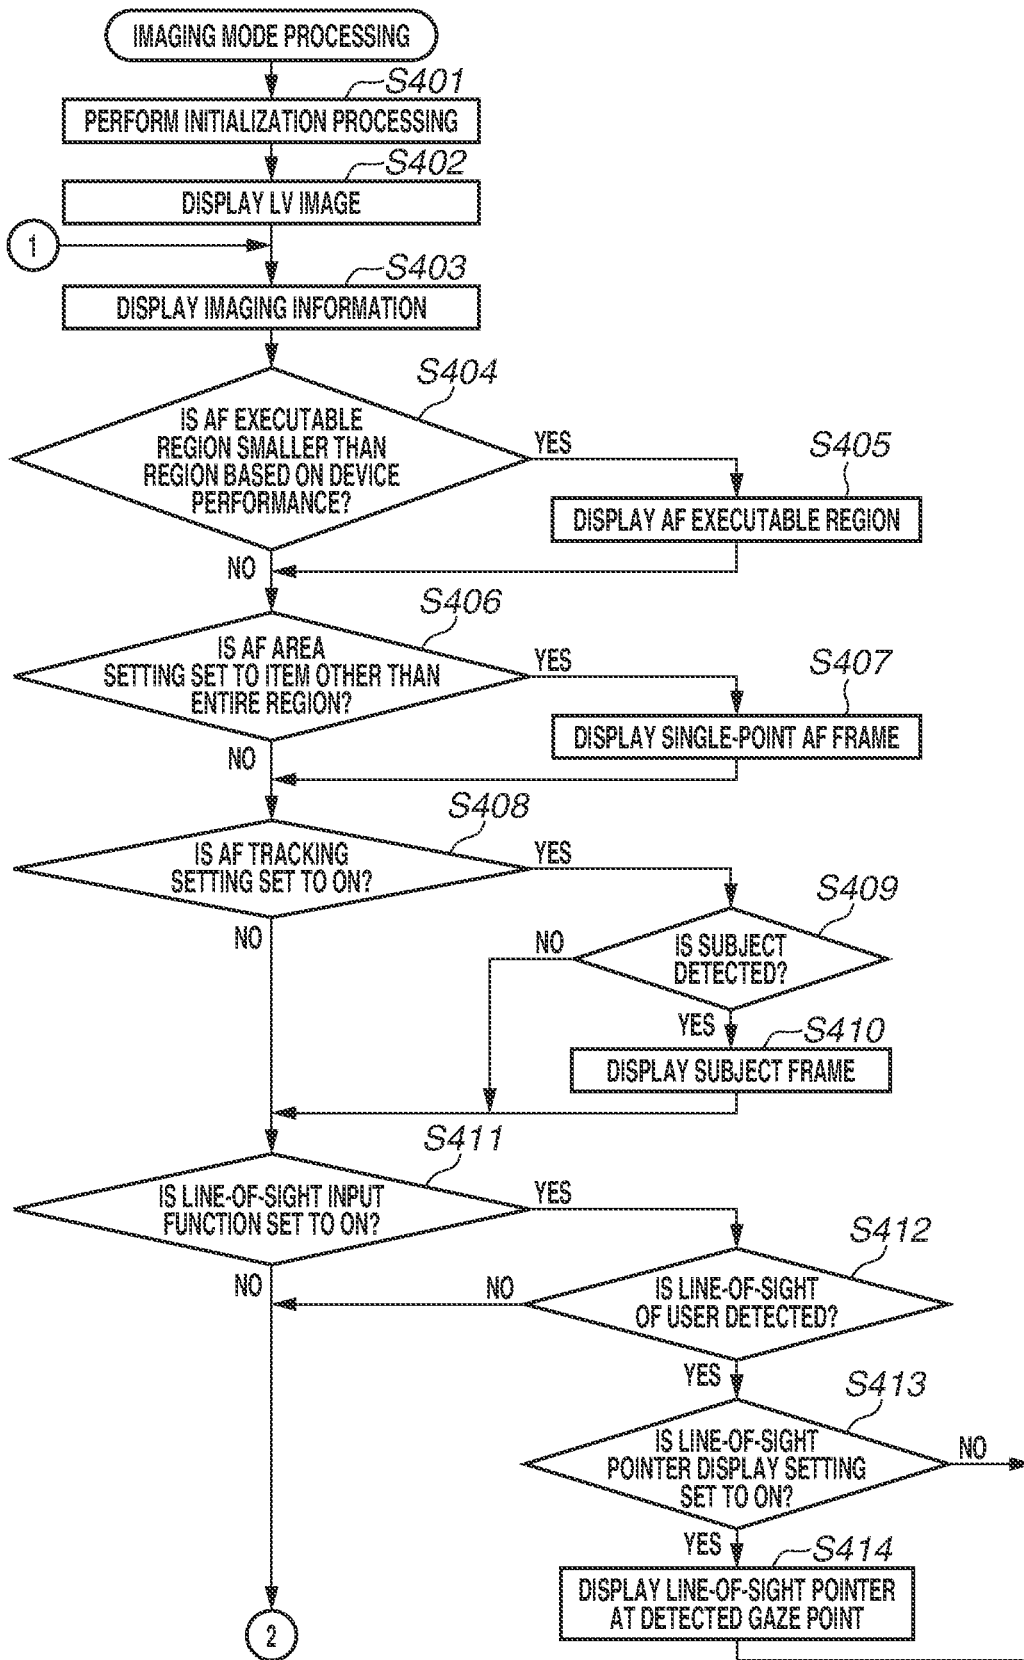 IMAGING MODE PROCESSING
S401
PERFORM INITIALIZATION PROCESSING
S402
DISPLAY LV IMAGE
1
S403
DISPLAY IMAGING INFORMATION
S404
IS AF EXECUTABLE
REGION SMALLER THAN
REGION BASED ON DEVICE
PERFORMANCE?
YES
S405
DISPLAY AF EXECUTABLE REGION
NO
S406
IS AF AREA
SETTING SET TO ITEM OTHER THAN
ENTIRE REGION?
YES
S407
DISPLAY SINGLE-POINT AF FRAME
NO
S408
IS AF TRACKING
SETTING SET TO ON?
YES
S409
NO
IS SUBJECT
DETECTED?
NO
YES
S410
DISPLAY SUBJECT FRAME
S411
IS LINE-OF-SIGHT INPUT
FUNCTION SET TO ON?
YES
S412
NO
NO
IS LINE-OF-SIGHT
OF USER DETECTED?
YES
S413
IS LINE-OF-SIGHT
POINTER DISPLAY SETTING
SET TO ON?
NO
YES
S414
DISPLAY LINE-OF-SIGHT POINTER
AT DETECTED GAZE POINT
2